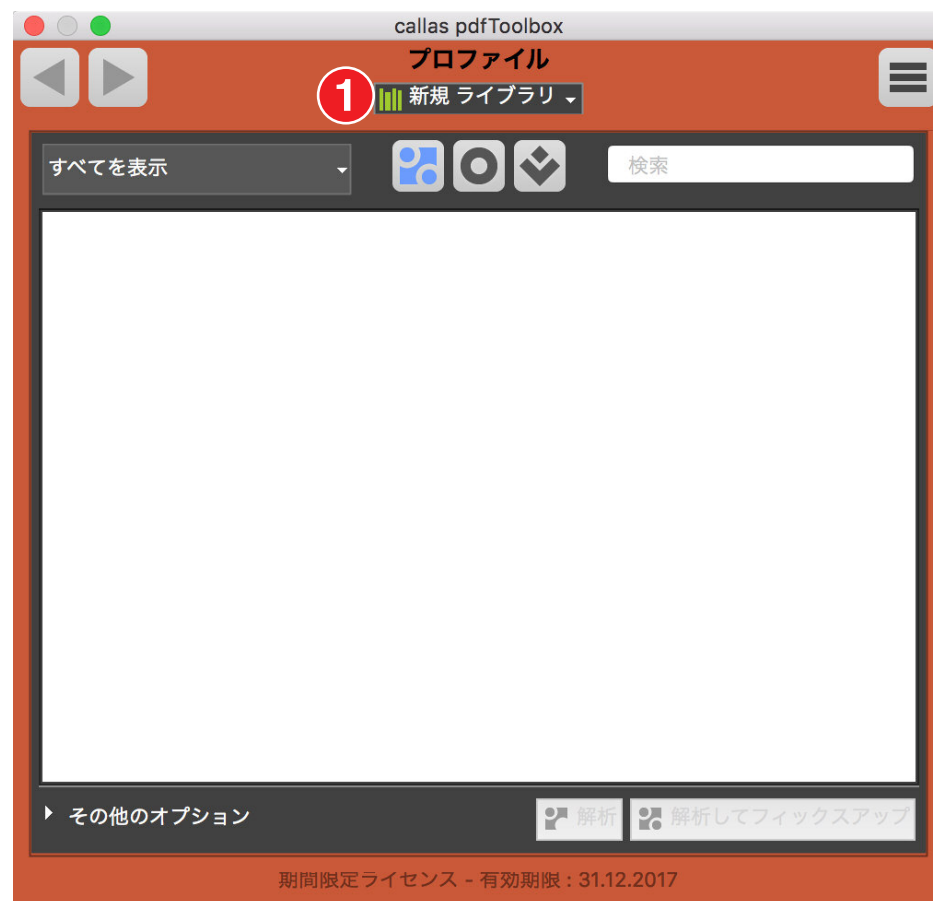 callas pdfToolbox
プロファイル
1 新規 ライブラリ
すべてを表示 検索
その他のオプション 解析 解析してフィックスアップ
期間限定ライセンス - 有効期限 : 31.12.2017